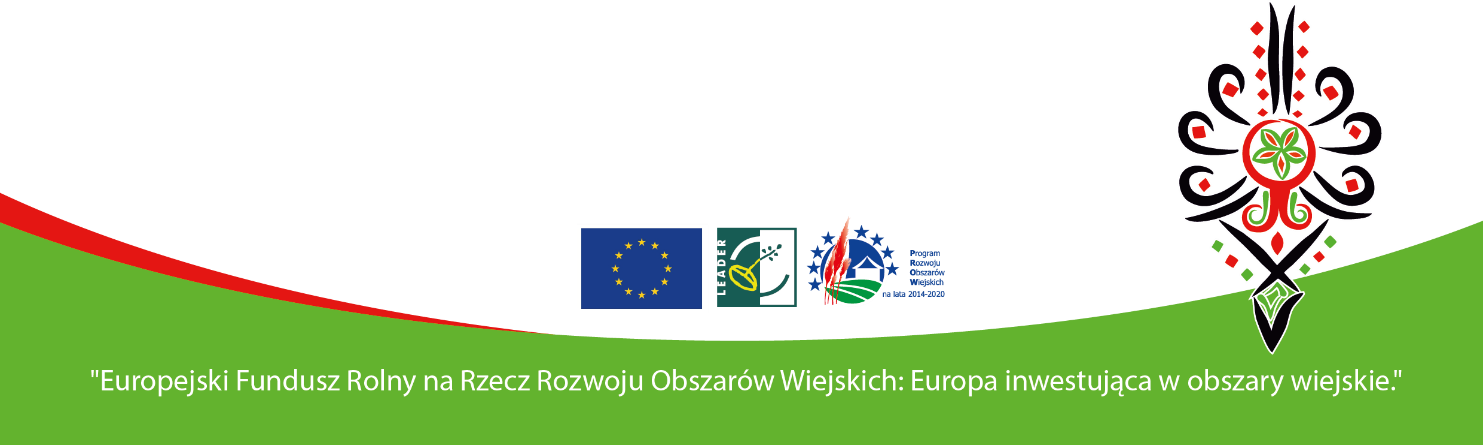 LEADER
Program
Rozwoju
Obszarów
Wiejskich
na lata 2014-2020
"Europejski Fundusz Rolny na Rzecz Rozwoju Obszarów Wiejskich: Europa inwestująca w obszary wiejskie."